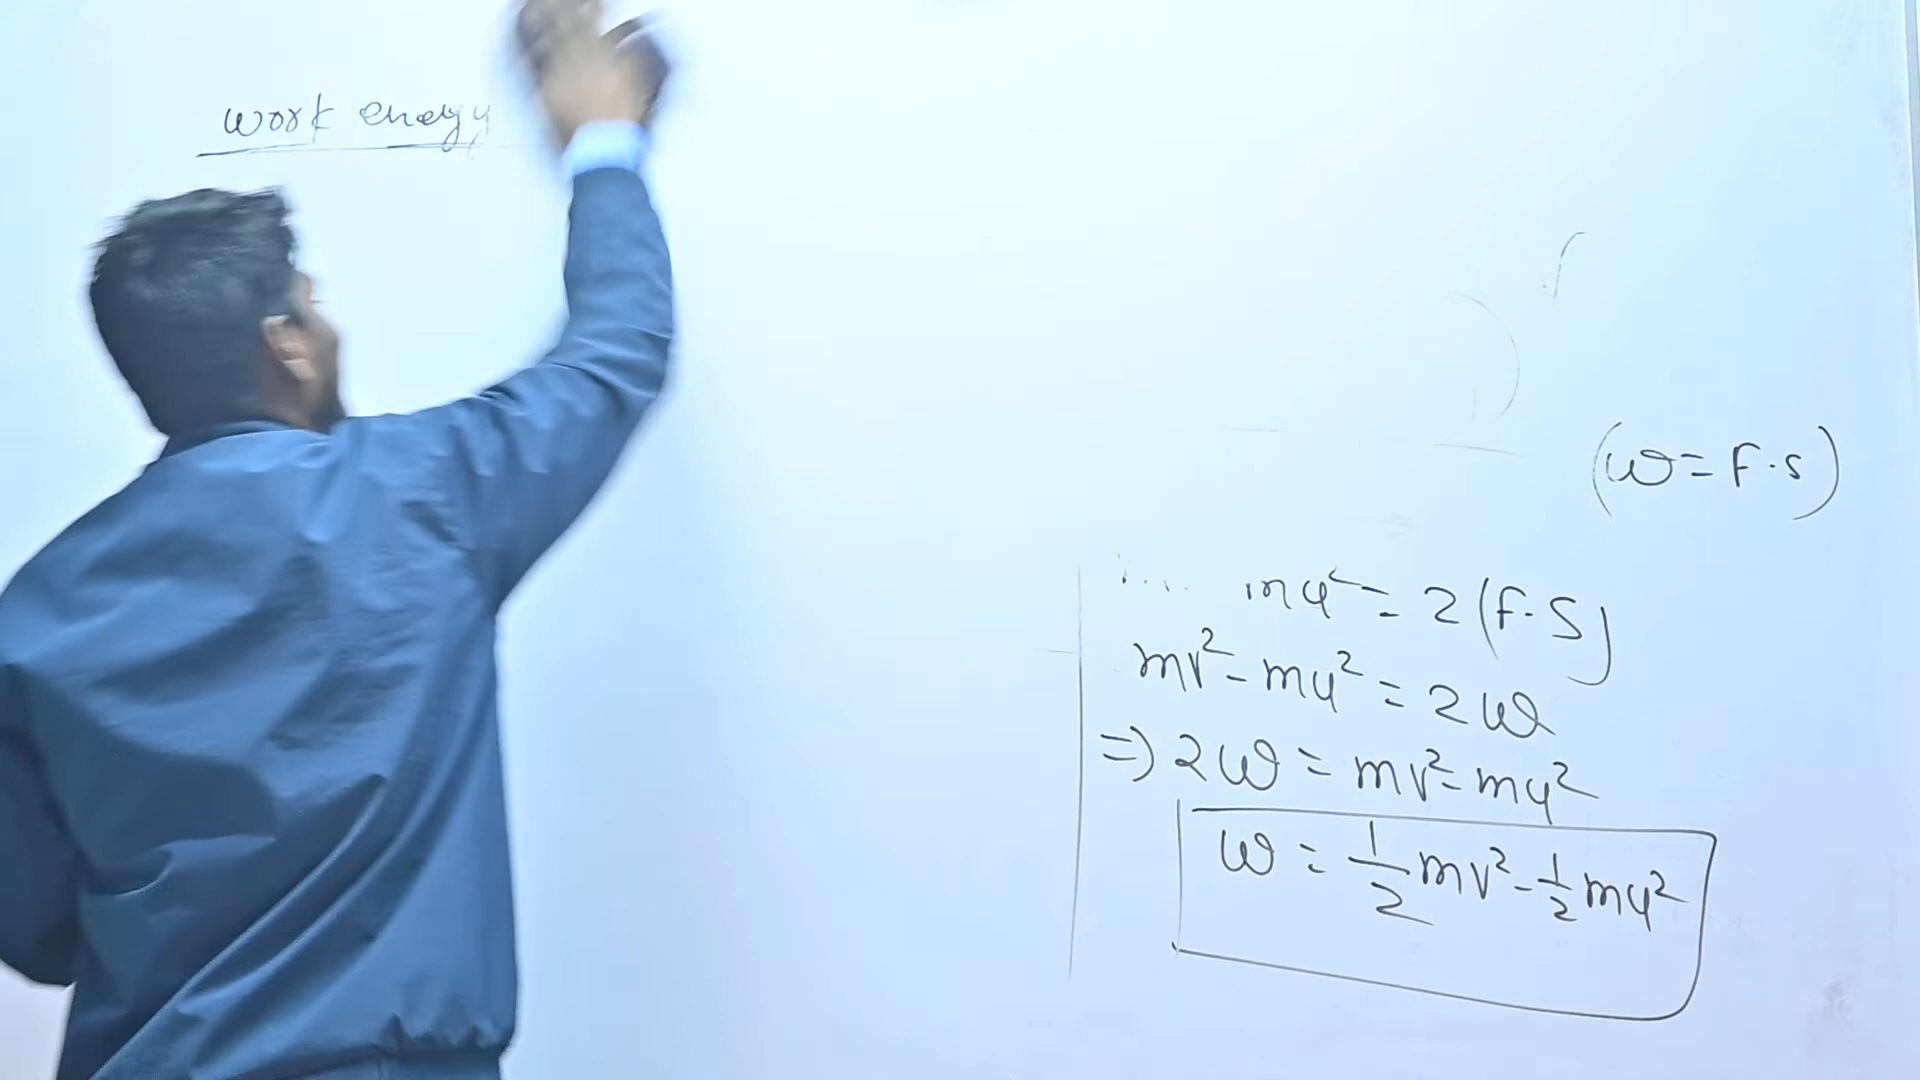 work energy
(W = F.s)
mu² = 2(F.S)
mv² - mu² = 2W
⇒) 2W = mv² - mu²
W = 1/2 mv² - 1/2 mu²